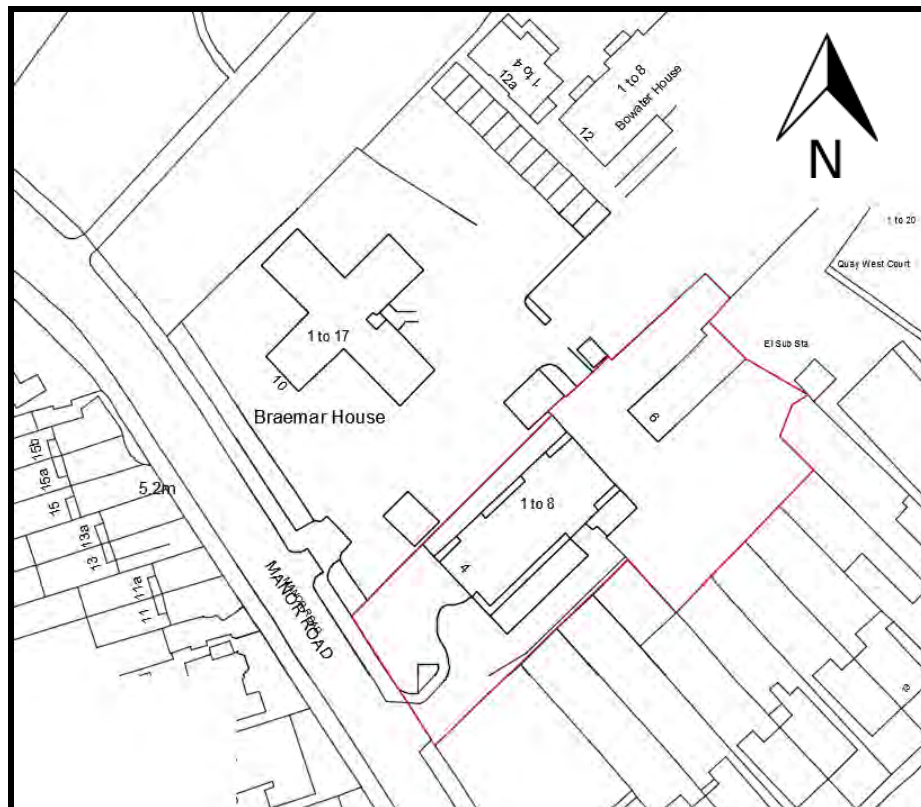 1 to 4
12a
1 to 8
Bowater House
12
N
1 to 20
Quay West Court
El Sub Sta
1 to 17
10
Braemar House
6
15b
15a
15
5.2m
13a
13
11a
11
1 to 8
4
MANOR ROAD
MANOR ROAD